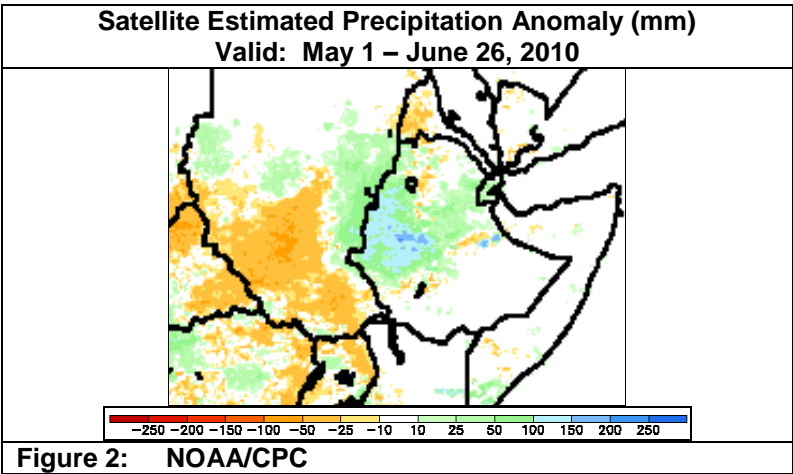 Satellite Estimated Precipitation Anomaly (mm)
Valid: May 1 – June 26, 2010
-250 -200 -150 -100 -50 -25 -10 10 25 50 100 150 200 250
Figure 2: NOAA/CPC